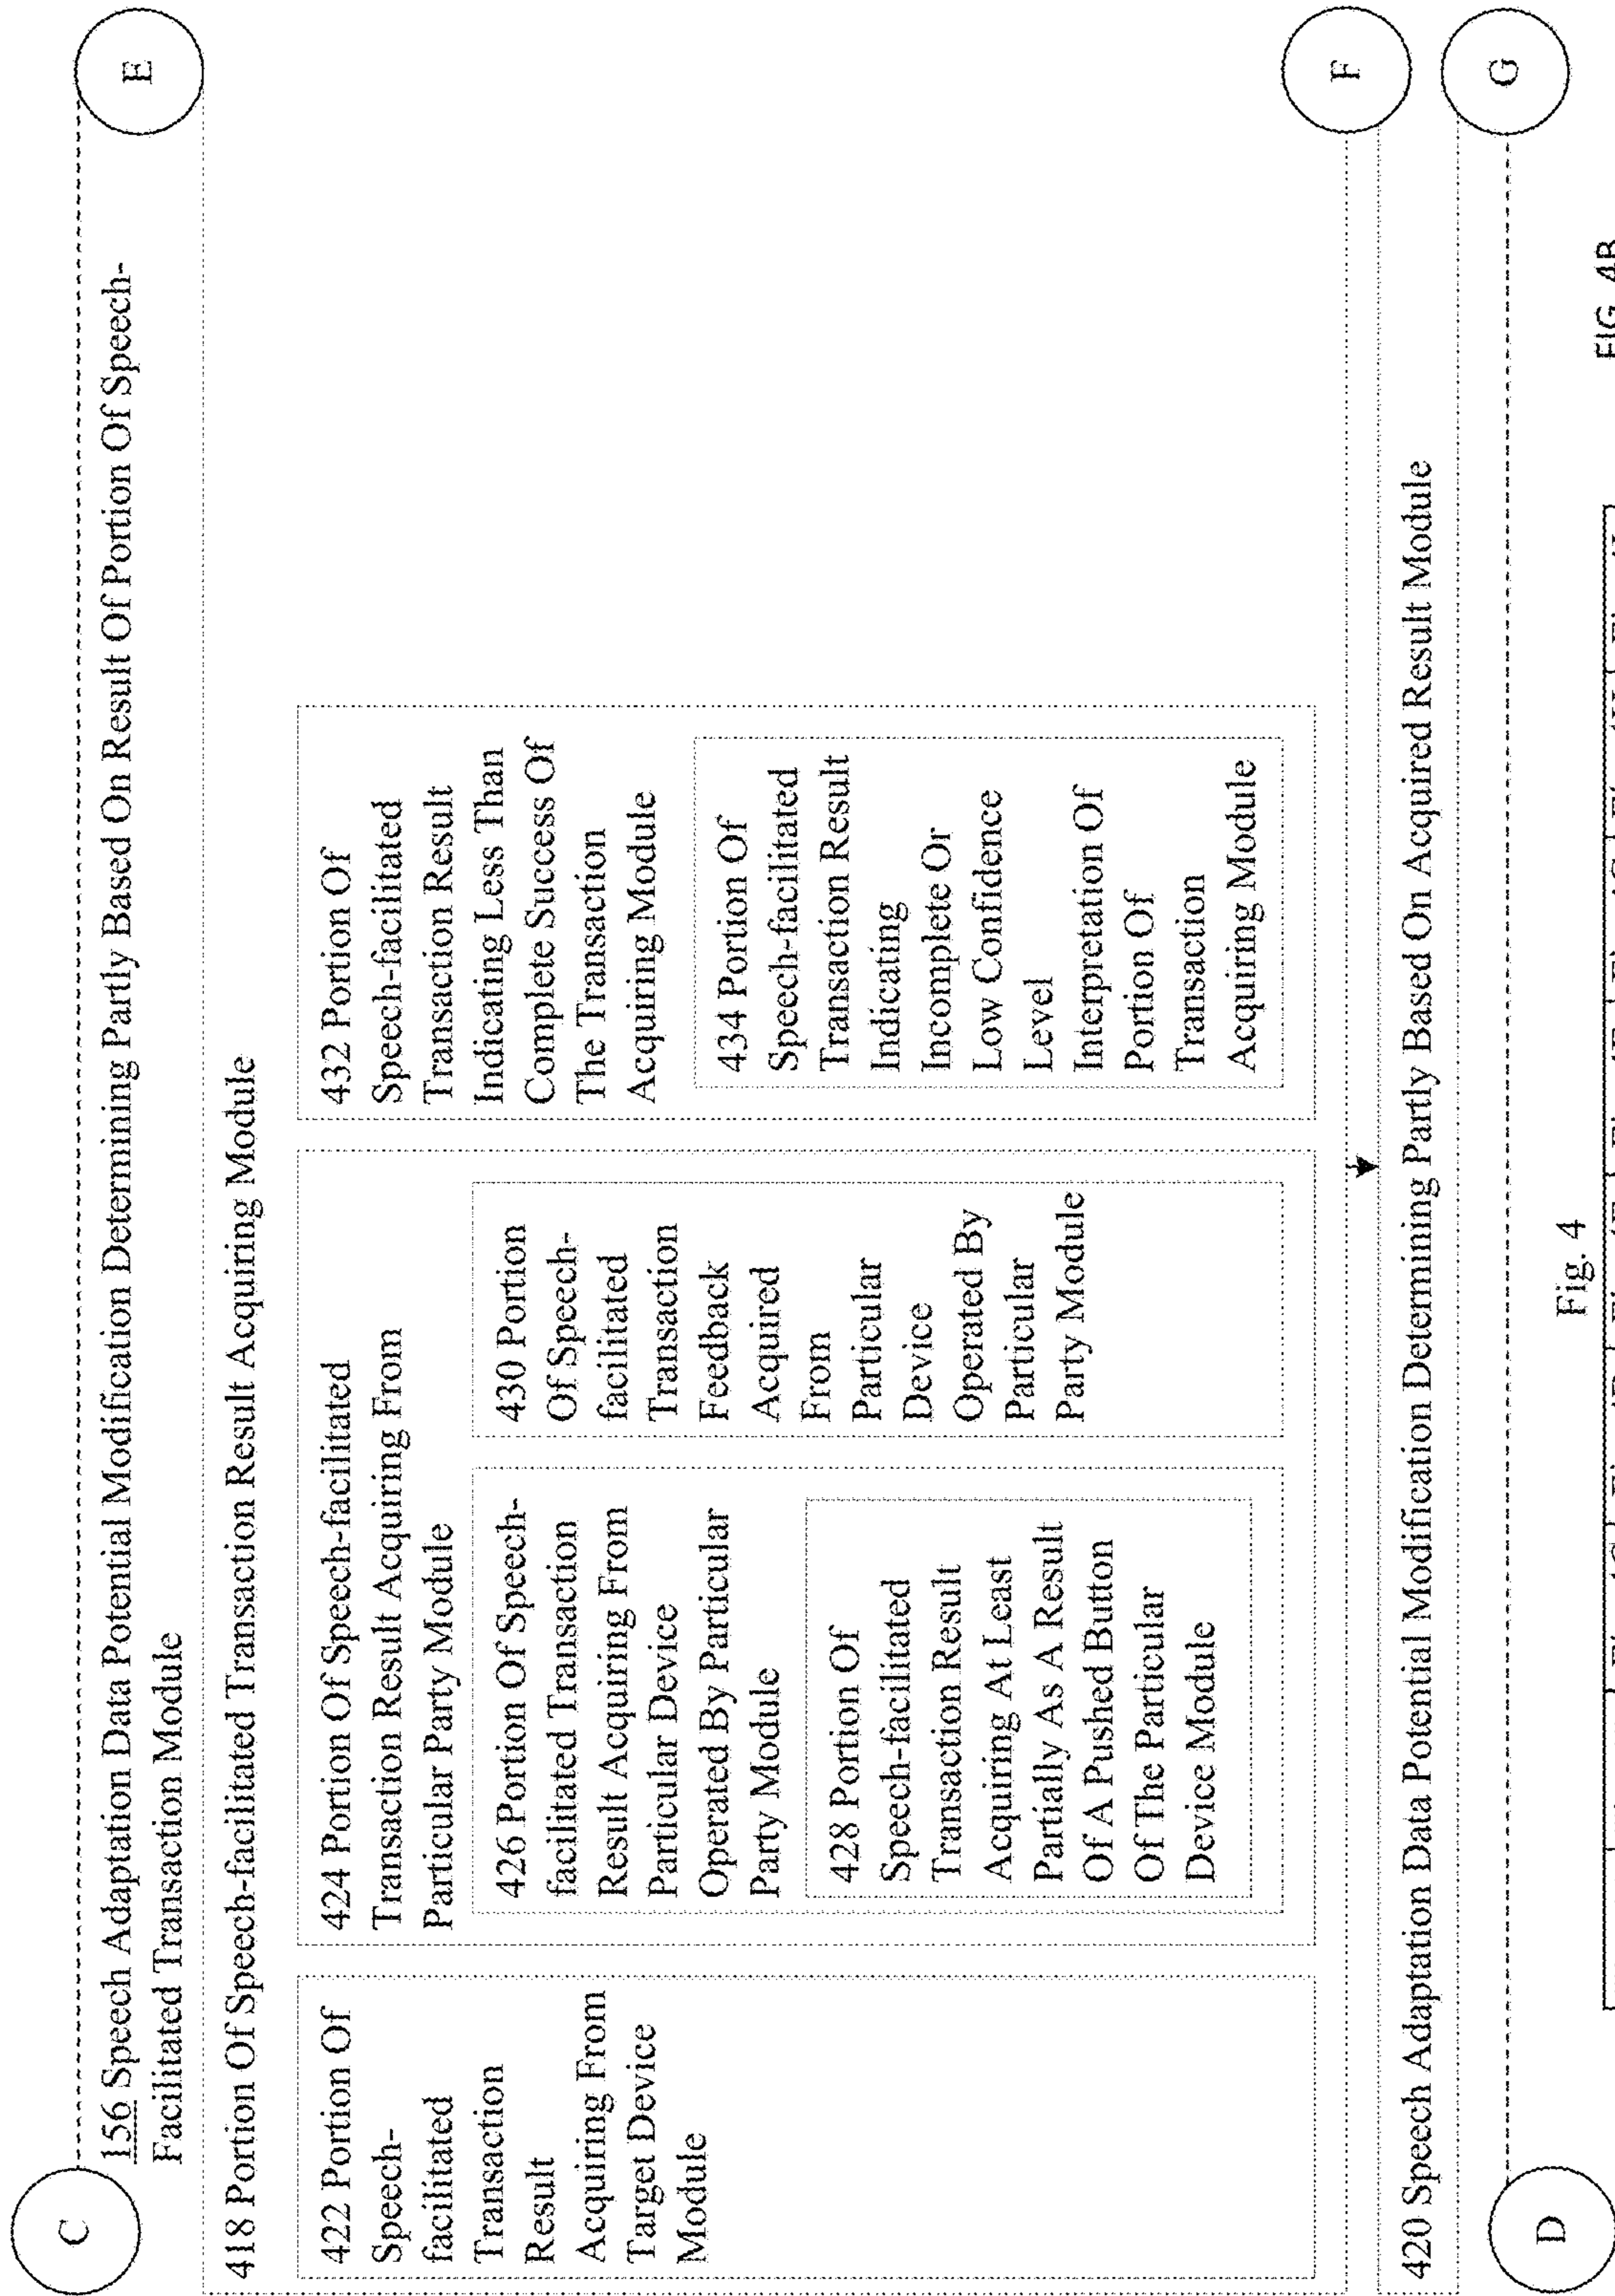 C
E
156 Speech Adaptation Data Potential Modification Determining Partly Based On Result Of Portion Of Speech-
Facilitated Transaction Module
418 Portion Of Speech-facilitated Transaction Result Acquiring Module
422 Portion Of
Speech-
facilitated
Transaction
Result
Acquiring From
Target Device
Module
424 Portion Of Speech-facilitated
Transaction Result Acquiring From
Particular Party Module
426 Portion Of Speech-
facilitated Transaction
Result Acquiring From
Particular Device
Operated By Particular
Party Module
428 Portion Of
Speech-facilitated
Transaction Result
Acquiring At Least
Partially As A Result
Of A Pushed Button
Of The Particular
Device Module
430 Portion
Of Speech-
facilitated
Transaction
Feedback
Acquired
From
Particular
Device
Operated By
Particular
Party Module
432 Portion Of
Speech-facilitated
Transaction Result
Indicating Less Than
Complete Success Of
The Transaction
Acquiring Module
434 Portion Of
Speech-facilitated
Transaction Result
Indicating
Incomplete Or
Low Confidence
Level
Interpretation Of
Portion Of
Transaction
Acquiring Module
F
420 Speech Adaptation Data Potential Modification Determining Partly Based On Acquired Result Module
G
D
Fig. 4
FIG. 4B